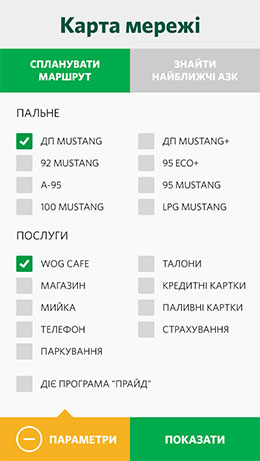 Карта мережі
СПЛАНУВАТИ
МАРШРУТ
ЗНАЙТИ
НАЙБЛИЖЧІ АЗК
ПАЛЬНЕ
ДП MUSTANG
ДП MUSTANG+
92 MUSTANG
95 ECO+
А-95
95 MUSTANG
100 MUSTANG
LPG MUSTANG
ПОСЛУГИ
WOG CAFE
ТАЛОНИ
МАГАЗИН
КРЕДИТНІ КАРТКИ
МИЙКА
ПАЛИВНІ КАРТКИ
ТЕЛЕФОН
СТРАХУВАННЯ
ПАРКУВАННЯ
ДІЄ ПРОГРАМА "ПРАЙД"
ПАРАМЕТРИ
ПОКАЗАТИ